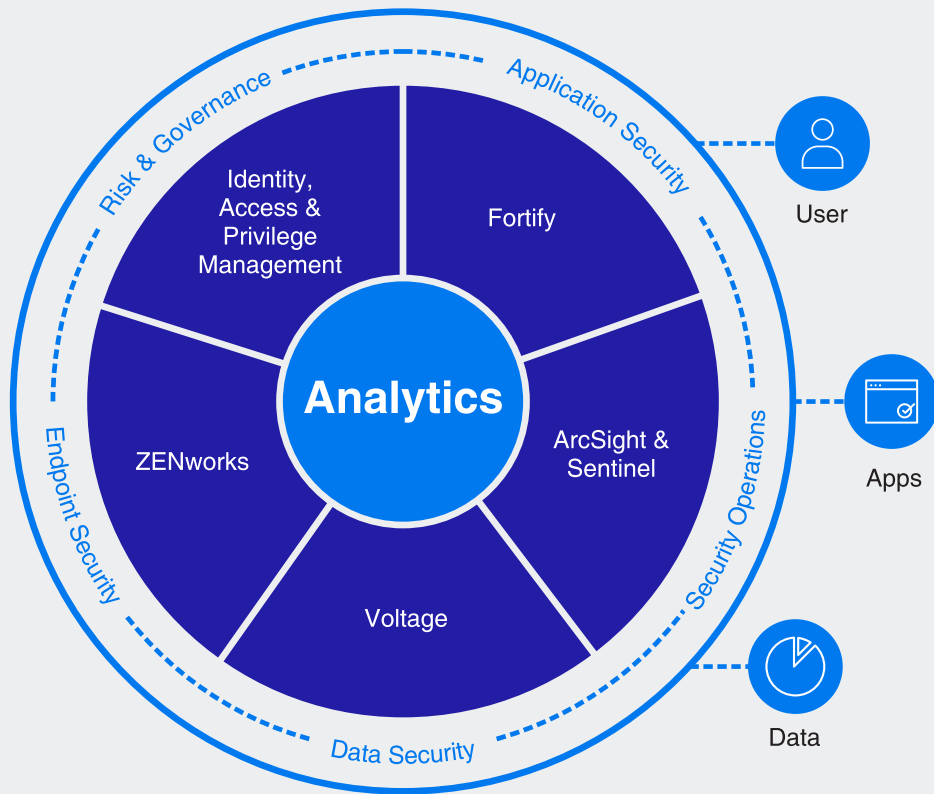 Risk & Governance
Application Security
Identity,
Access &
Privilege
Management
Fortify
User
Analytics
ZENworks
ArcSight &
Sentinel
Apps
Endpoint Security
Security Operations
Voltage
Data Security
Data